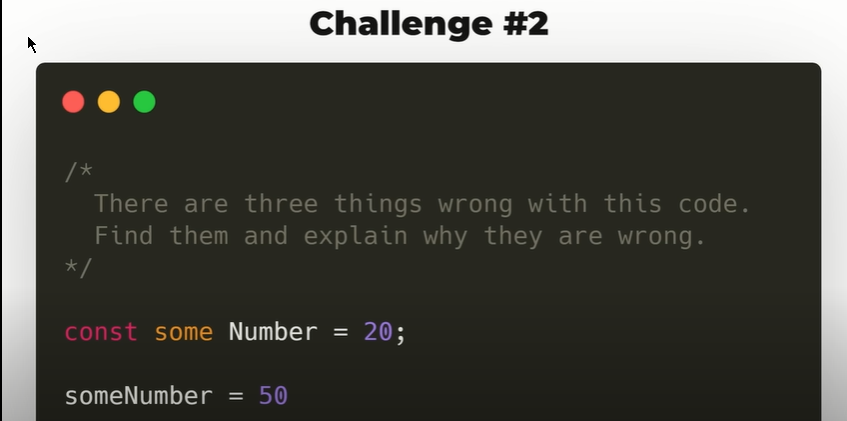 Challenge #2
/*
There are three things wrong with this code.
Find them and explain why they are wrong.
*/
const some Number = 20;
someNumber = 50